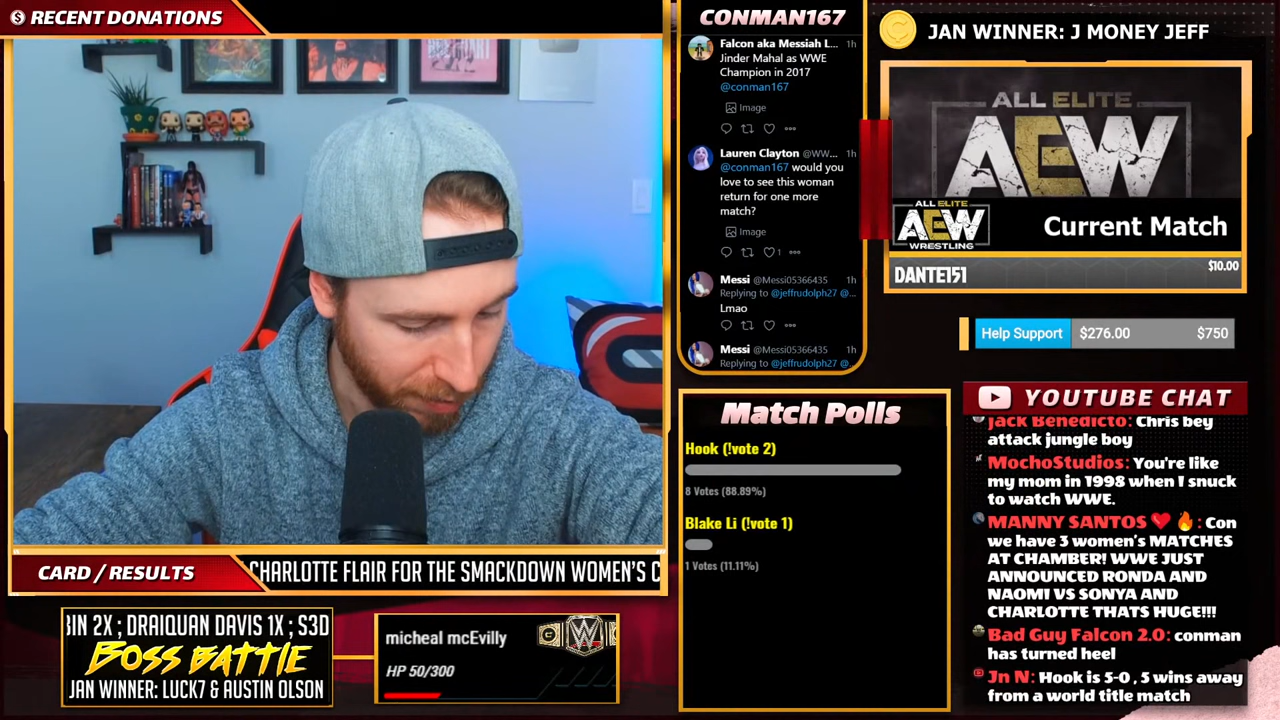 RECENT DONATIONS
CONMAN167
Falcon aka Messiah L... 1h
Jinder Mahal as WWE
Champion in 2017
@conman167
Image
Lauren Clayton @WW... 1h
@conman167 would you
love to see this woman
return for one more
match?
Image
1
Messi @Messi05366435 1h
Replying to @jeffrudolph27 @...
Lmao
Messi @Messi05366435 1h
Replying to @jeffrudolph27 @...
JAN WINNER: J MONEY JEFF
ALL ELITE
AEW
ALL ELITE
AEW
WRESTLING
Current Match
DANTE151 $10.00
Help Support $276.00 $750
Match Polls
Hook (!vote 2)
8 Votes (88.89%)
Blake Li (!vote 1)
1 Votes (11.11%)
YOUTUBE CHAT
Jack Benedicto: Chris bey
attack jungle boy
MochoStudios: You're like
my mom in 1998 when I snuck
to watch WWE.
MANNY SANTOS ❤️ 🔥: Con
we have 3 women's MATCHES
AT CHAMBER! WWE JUST
ANNOUNCED RONDA AND
NAOMI VS SONYA AND
CHARLOTTE THATS HUGE!!!
Bad Guy Falcon 2.0: conman
has turned heel
Jn N: Hook is 5-0 , 5 wins away
from a world title match
CARD / RESULTS
CHARLOTTE FLAIR FOR THE SMACKDOWN WOMEN'S C
BIN 2X ; DRAIQUAN DAVIS 1X ; S3D
BOSS BATTLE
JAN WINNER: LUCK7 & AUSTIN OLSON
micheal mcEvilly
HP 50/300